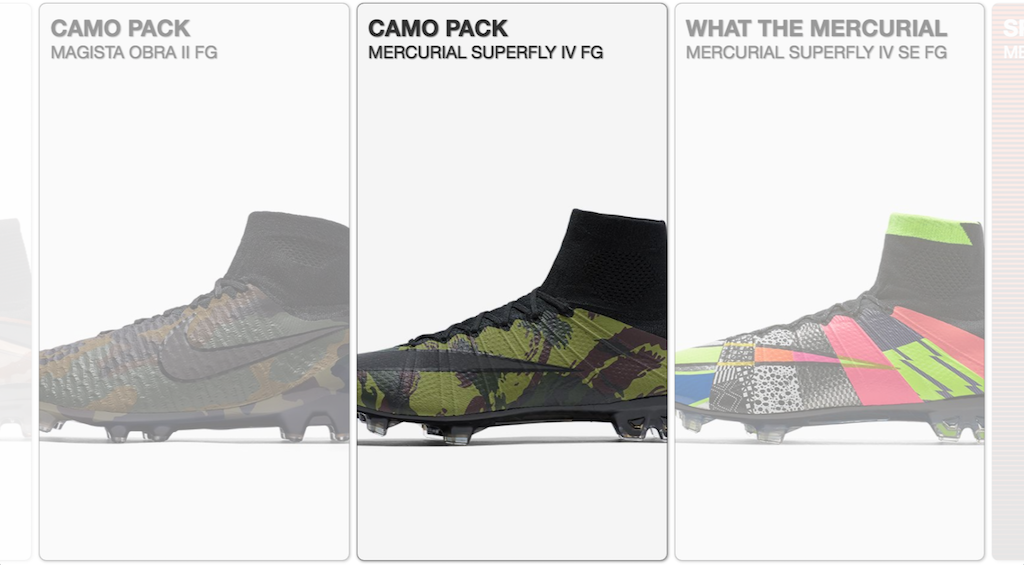 CAMO PACK
MAGISTA OBRA II FG
CAMO PACK
MERCURIAL SUPERFLY IV FG
WHAT THE MERCURIAL
MERCURIAL SUPERFLY IV SE FG